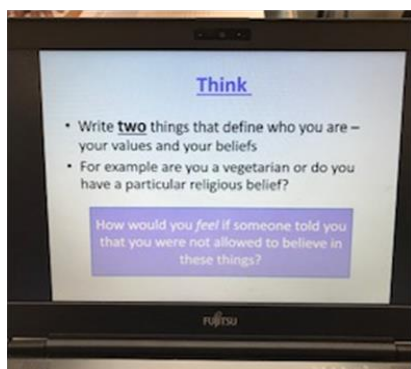 Think
• Write two things that define who you are –
your values and your beliefs
• For example are you a vegetarian or do you
have a particular religious belief?
How would you feel if someone told you
that you were not allowed to believe in
these things?
FUJITSU